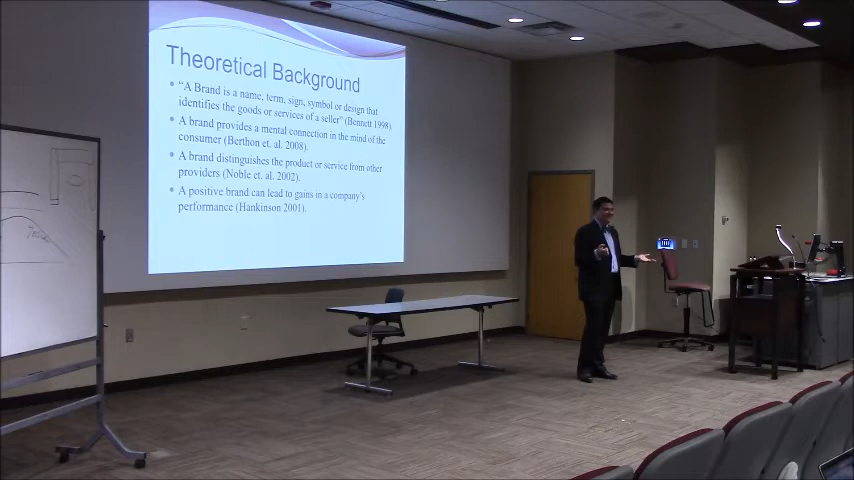 Theoretical Background
• “A Brand is a name, term, sign, symbol or design that
identifies the goods or services of a seller” (Bennett 1998).
• A brand provides a mental connection in the mind of the
consumer (Berthon et. al. 2008).
• A brand distinguishes the product or service from other
providers (Noble et. al. 2002).
• A positive brand can lead to gains in a company’s
performance (Hankinson 2001).